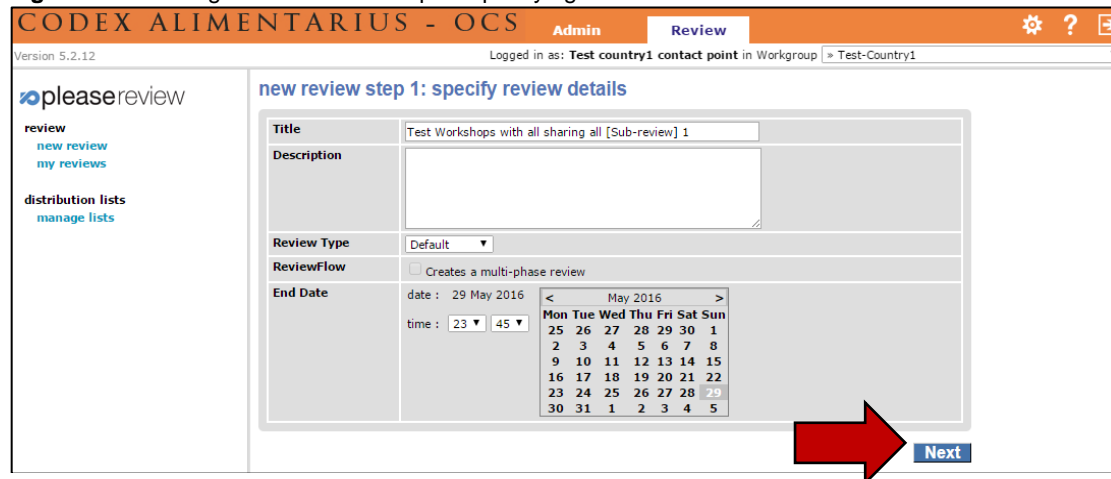 CODEX ALIMENTARIUS - OCS Admin Review ?
Version 5.2.12 Logged in as: Test country1 contact point in Workgroup » Test-Country1
pleasereview
new review step 1: specify review details
review
new review
my reviews
distribution lists
manage lists
Title Test Workshops with all sharing all [Sub-review] 1
Description
Review Type Default
ReviewFlow Creates a multi-phase review
End Date date : 29 May 2016
time : 23 45
< May 2016 >
Mon Tue Wed Thu Fri Sat Sun
25 26 27 28 29 30 1
2 3 4 5 6 7 8
9 10 11 12 13 14 15
16 17 18 19 20 21 22
23 24 25 26 27 28 29
30 31 1 2 3 4 5
Next